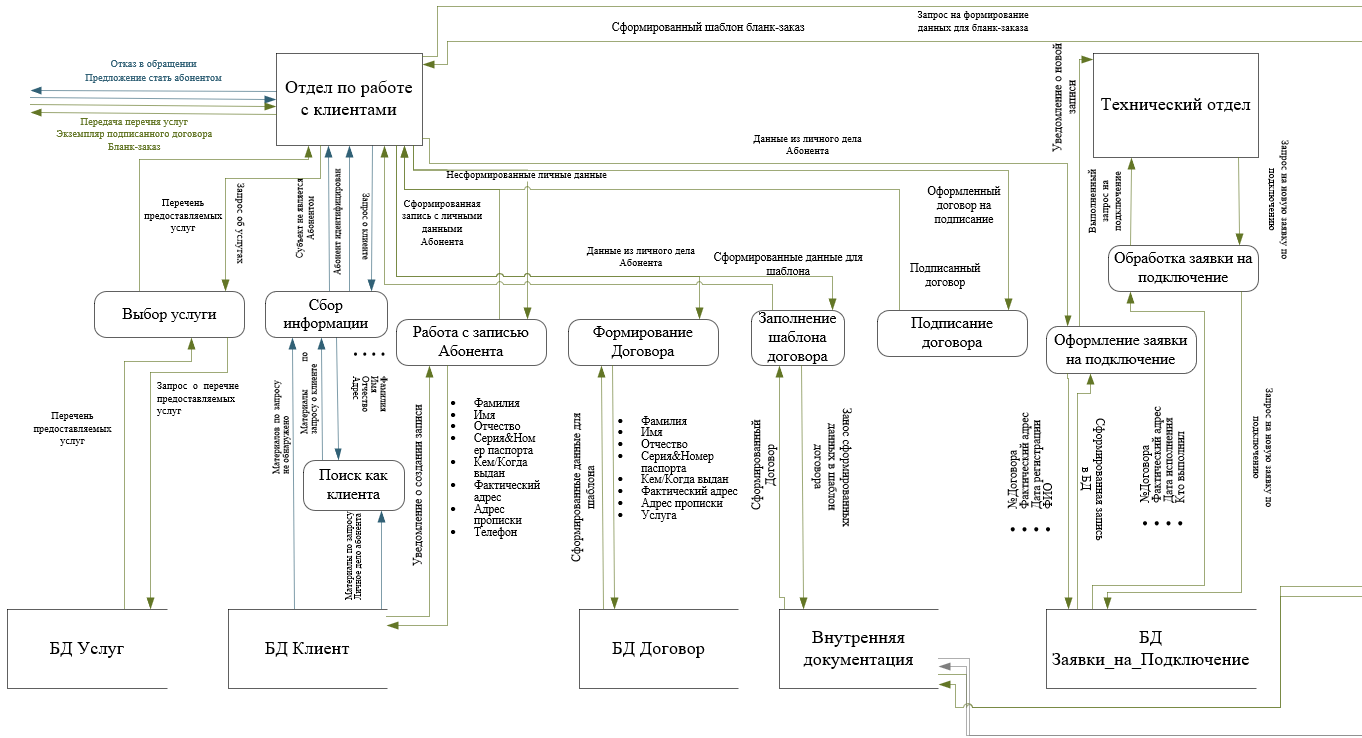 Сформированный шаблон бланк-заказ
Запрос на формирование
данных для бланк-заказа
Отказ в обращении
Предложение стать абонентом
Передача перечня услуг
Экземпляр подписанного договора
Бланк-заказ
Отдел по работе
с клиентами
Технический отдел
Уведомление о новой
записи
Данные из личного дела
Абонента
Несформированные личные данные
Перечень
предоставляемых
услуг
Запрос об услугах
Субъект не является
Абонентом
Абонент идентифицирован
Запрос о клиенте
Сформированная
запись с личными
данными
Абонента
Данные из личного дела
Абонента
Сформированные данные для
шаблона
Оформленный
договор на
подписание
Подписанный
договор
Выполненный
запрос на
подключение
Запрос на новую заявку по
подключению
Обработка заявки на
подключение
Выбор услуги
Сбор
информации
Работа с записью
Абонента
Формирование
Договора
Заполнение
шаблона
договора
Подписание
договора
Оформление заявки
на подключение
Перечень
предоставляемых
услуг
Запрос о перечне
предоставляемых
услуг
Материалов по запросу
не обнаружено
Материалы по
запросу о клиенте
Фамилия
Имя
Отчество
Адрес
Поиск как
клиента
Материалы по запросу
Личное дело абонента
Уведомление о создании записи
• Фамилия
• Имя
• Отчество
• Серия&Ном
ер паспорта
• Кем/Когда
выдан
• Фактический
адрес
• Адрес
прописки
• Телефон
Сформированные данные для
шаблона
• Фамилия
• Имя
• Отчество
• Серия&Номер
паспорта
• Кем/Когда выдан
• Фактический адрес
• Адрес прописки
• Услуга
Сформированный
Договор
Занос сформированных
данных в шаблон
договора
• №Договора
• Фактический адрес
• Дата регистрации
• ФИО
Сформированная запись
в БД
• №Договора
• Фактический адрес
• Дата исполнения
• Кто выполнил
Запрос на новую заявку по
подключению
БД Услуг
БД Клиент
БД Договор
Внутренняя
документация
БД
Заявки_на_Подключение